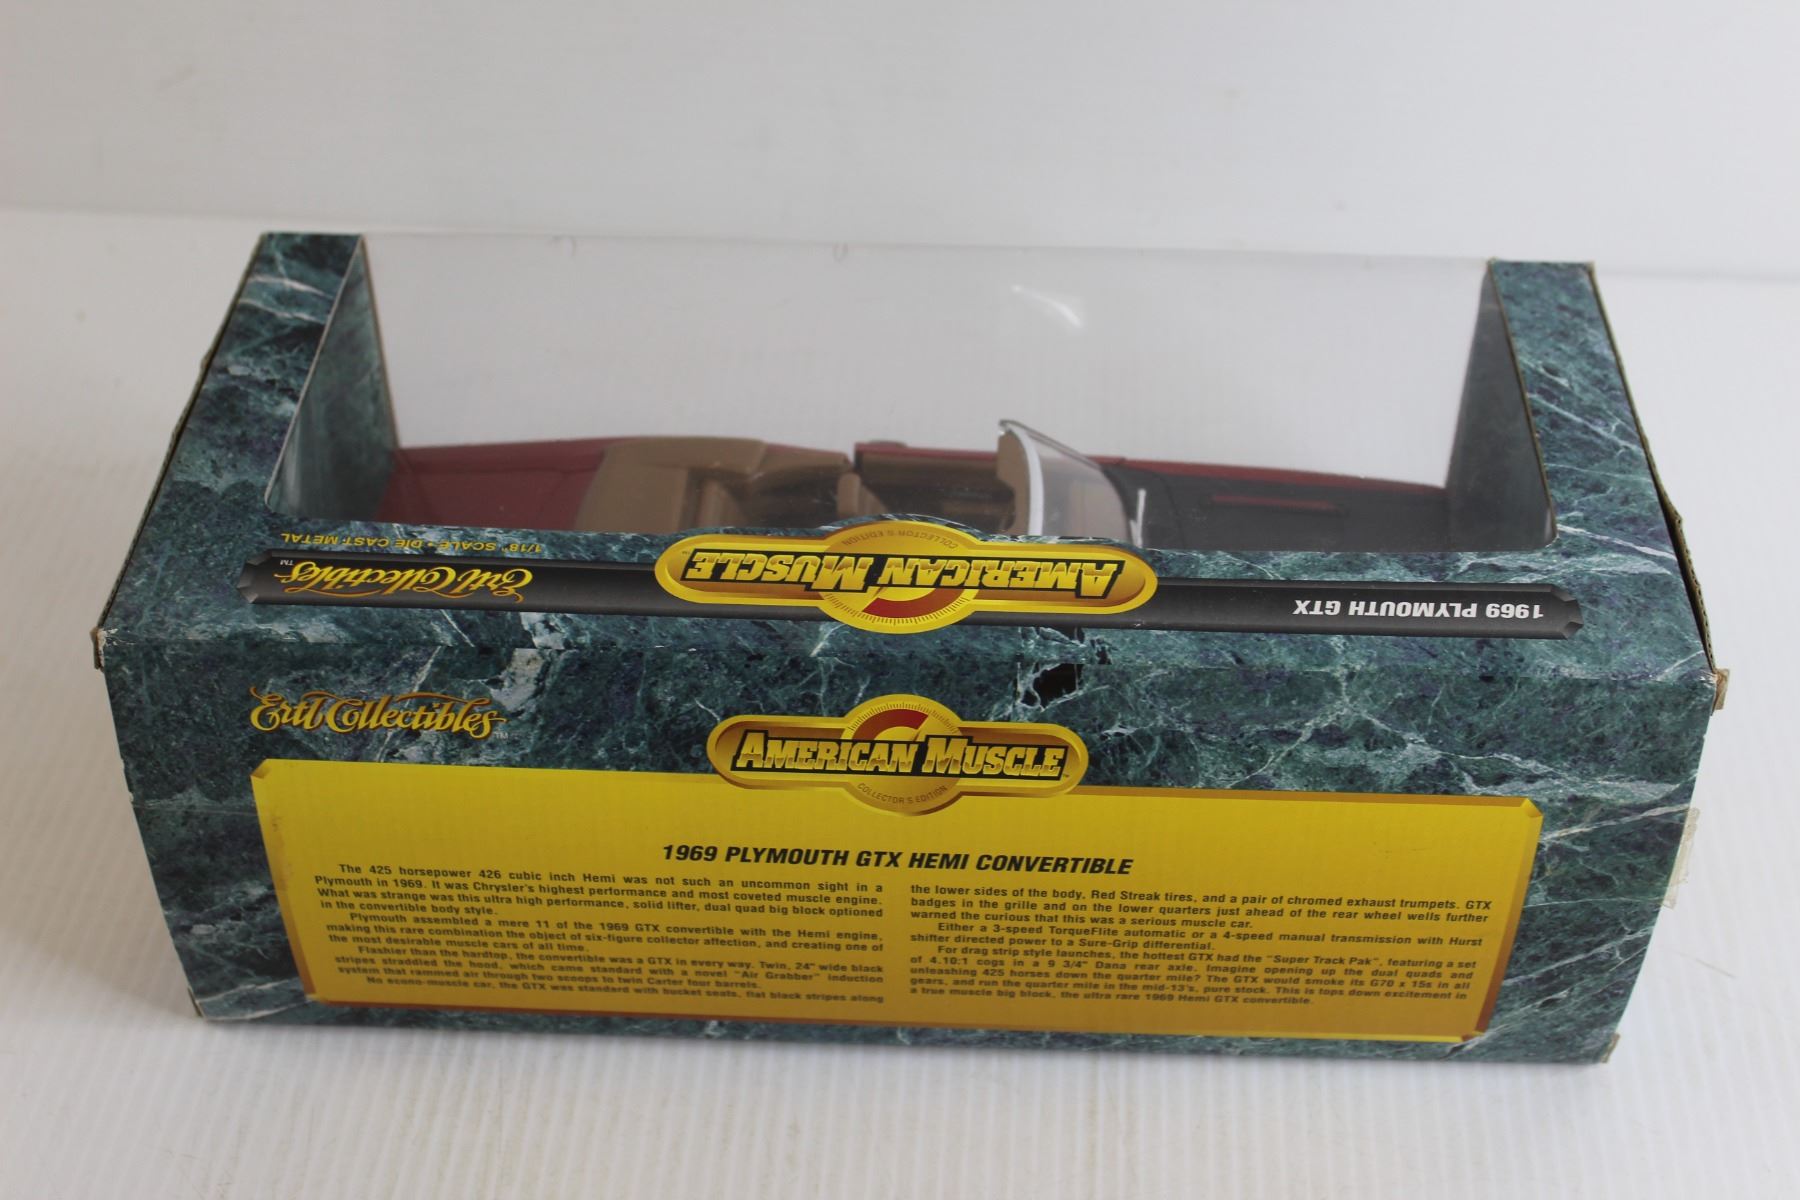 1/18" SCALE • DIE CAST METAL
Ertl Collectibles™
COLLECTOR'S EDITION
AMERICAN MUSCLE™
1969 PLYMOUTH GTX
Ertl Collectibles™
AMERICAN MUSCLE™
COLLECTOR'S EDITION
1969 PLYMOUTH GTX HEMI CONVERTIBLE
The 425 horsepower 426 cubic inch Hemi was not such an uncommon sight in a
Plymouth in 1969. It was Chrysler's highest performance and most coveted muscle engine.
What was strange was this ultra high performance, solid lifter, dual quad big block optioned
in the convertible body style.
Plymouth assembled a mere 11 of the 1969 GTX convertible with the Hemi engine,
making this rare combination the object of six-figure collector affection, and creating one of
the most desirable muscle cars of all time.
Flashier than the hardtop, the convertible was a GTX in every way. Twin, 24" wide black
stripes straddled the hood, which came standard with a novel "Air Grabber" induction
system that rammed air through two scoops to twin Carter four barrels.
No econo-muscle car, the GTX was standard with bucket seats, flat black stripes along
the lower sides of the body, Red Streak tires, and a pair of chromed exhaust trumpets. GTX
badges in the grille and on the lower quarters just ahead of the rear wheel wells further
warned the curious that this was a serious muscle car.
Either a 3-speed TorqueFlite automatic or a 4-speed manual transmission with Hurst
shifter directed power to a Sure-Grip differential.
For drag strip style launches, the hottest GTX had the "Super Track Pak", featuring a set
of 4.10:1 cogs in a 9 3/4" Dana rear axle. Imagine opening up the dual quads and
unleashing 425 horses down the quarter mile? The GTX would smoke its G70 x 15s in all
gears, and run the quarter mile in the mid-13's, pure stock. This is tops down excitement in
a true muscle big block, the ultra rare 1969 Hemi GTX convertible.